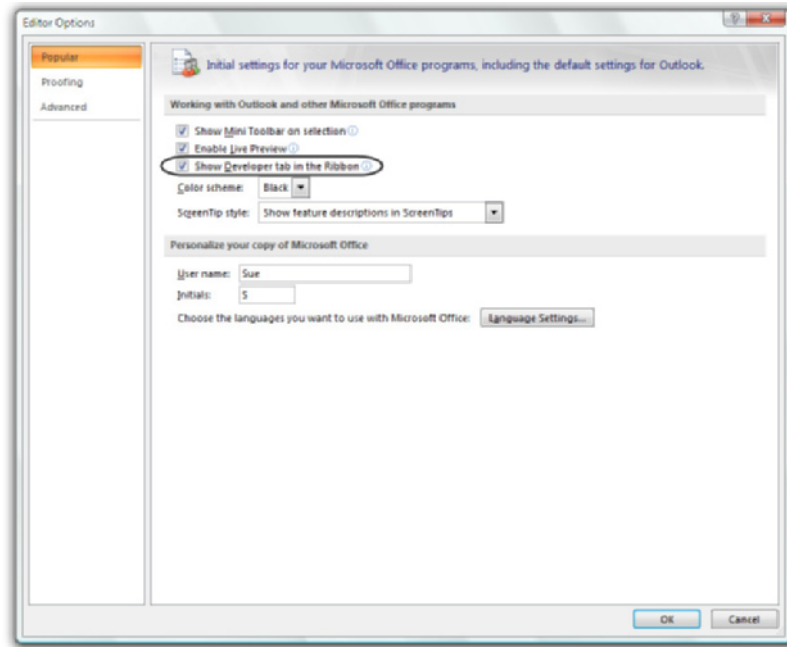 Editor Options
Popular
Proofing
Advanced
Initial settings for your Microsoft Office programs, including the default settings for Outlook.
Working with Outlook and other Microsoft Office programs
Show Mini Toolbar on selection
Enable Live Preview
Show Developer tab in the Ribbon
Color scheme: Black
ScreenTip style: Show feature descriptions in ScreenTips
Personalize your copy of Microsoft Office
User name: Sue
Initials: S
Choose the languages you want to use with Microsoft Office: Language Settings...
OK Cancel